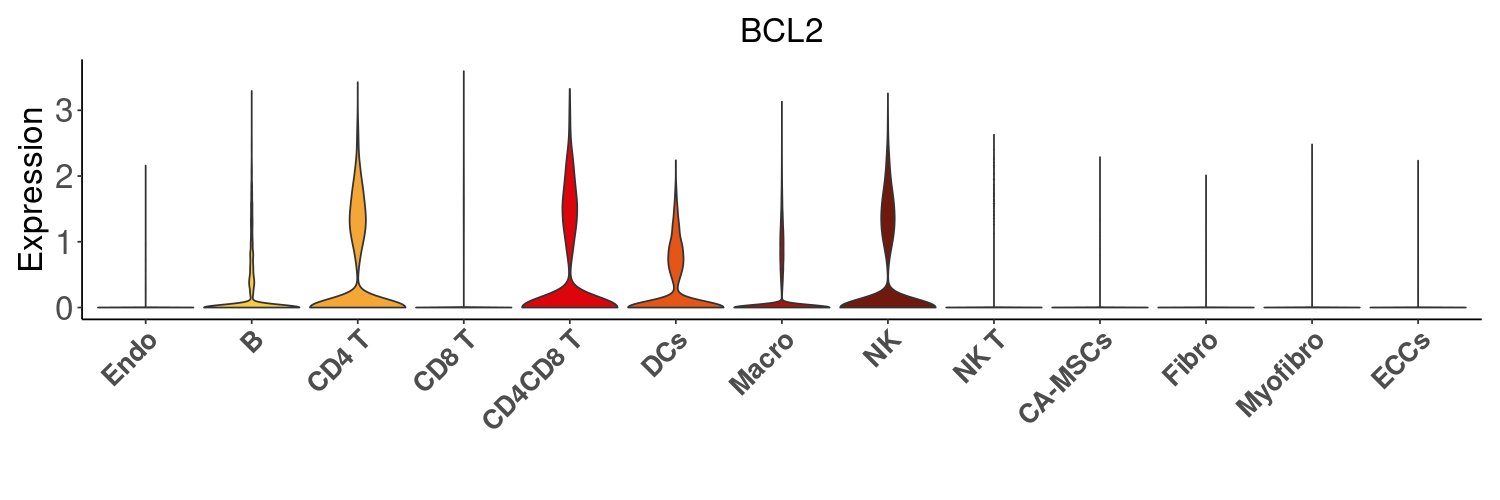 BCL2
Expression
3
2
1
0
Endo
B
CD4 T
CD8 T
CD4CD8 T
DCs
Macro
NK
NK T
CA-MSCs
Fibro
Myofibro
ECCs